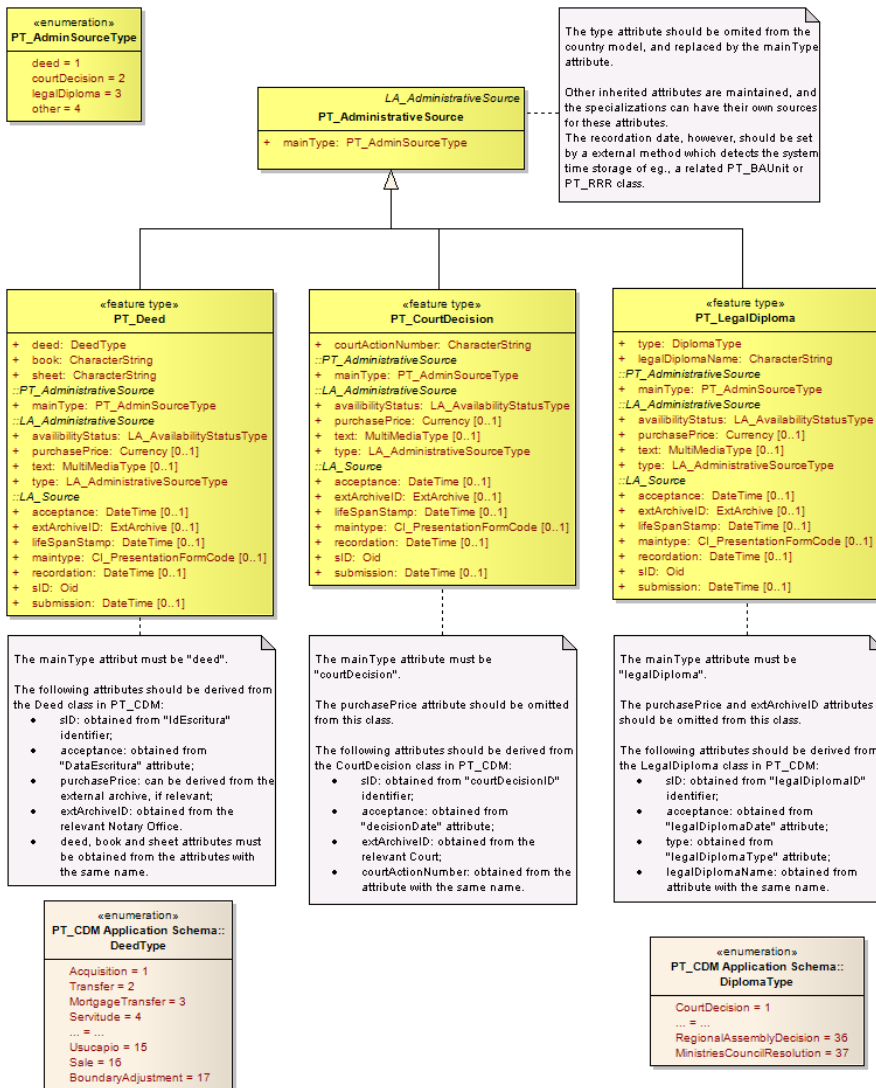 «enumeration»
PT_AdminSourceType
deed = 1
courtDecision = 2
legalDiploma = 3
other = 4
LA_AdministrativeSource
PT_AdministrativeSource
+ mainType: PT_AdminSourceType
The type attribute should be omitted from the
country model, and replaced by the mainType
attribute.
Other inherited attributes are maintained, and
the specializations can have their own sources
for these attributes.
The recordation date, however, should be set
by a external method which detects the system
time storage of eg., a related PT_BAUnit or
PT_RRR class.
«feature type»
PT_Deed
+ deed: DeedType
+ book: CharacterString
+ sheet: CharacterString
::PT_AdministrativeSource
+ mainType: PT_AdminSourceType
::LA_AdministrativeSource
+ availibilityStatus: LA_AvailabilityStatusType
+ purchasePrice: Currency [0..1]
+ text: MultiMediaType [0..1]
+ type: LA_AdministrativeSourceType
::LA_Source
+ acceptance: DateTime [0..1]
+ extArchiveID: ExtArchive [0..1]
+ lifeSpanStamp: DateTime [0..1]
+ maintype: CI_PresentationFormCode [0..1]
+ recordation: DateTime [0..1]
+ sID: Oid
+ submission: DateTime [0..1]
«feature type»
PT_CourtDecision
+ courtActionNumber: CharacterString
::PT_AdministrativeSource
+ mainType: PT_AdminSourceType
::LA_AdministrativeSource
+ availibilityStatus: LA_AvailabilityStatusType
+ purchasePrice: Currency [0..1]
+ text: MultiMediaType [0..1]
+ type: LA_AdministrativeSourceType
::LA_Source
+ acceptance: DateTime [0..1]
+ extArchiveID: ExtArchive [0..1]
+ lifeSpanStamp: DateTime [0..1]
+ maintype: CI_PresentationFormCode [0..1]
+ recordation: DateTime [0..1]
+ sID: Oid
+ submission: DateTime [0..1]
«feature type»
PT_LegalDiploma
+ type: DiplomaType
+ legalDiplomaName: CharacterString
::PT_AdministrativeSource
+ mainType: PT_AdminSourceType
::LA_AdministrativeSource
+ availibilityStatus: LA_AvailabilityStatusType
+ purchasePrice: Currency [0..1]
+ text: MultiMediaType [0..1]
+ type: LA_AdministrativeSourceType
::LA_Source
+ acceptance: DateTime [0..1]
+ extArchiveID: ExtArchive [0..1]
+ lifeSpanStamp: DateTime [0..1]
+ maintype: CI_PresentationFormCode [0..1]
+ recordation: DateTime [0..1]
+ sID: Oid
+ submission: DateTime [0..1]
The mainType attribut must be "deed".
The following attributes should be derived from
the Deed class in PT_CDM:
• sID: obtained from "IdEscritura"
identifier;
• acceptance: obtained from
"DataEscritura" attribute;
• purchasePrice: can be derived from the
external archive, if relevant;
• extArchiveID: obtained from the
relevant Notary Office.
• deed, book and sheet attributes must
be obtained from the attributes with
the same name.
The mainType attribute must be
"courtDecision".
The purchasePrice attribute should be omitted
from this class.
The following attributes should be derived from
the CourtDecision class in PT_CDM:
• sID: obtained from "courtDecisionID"
identifier;
• acceptance: obtained from
"decisionDate" attribute;
• extArchiveID: obtained from the
relevant Court;
• courtActionNumber: obtained from the
attribute with the same name.
The mainType attribute must be
"legalDiploma".
The purchasePrice and extArchiveID attributes
should be omitted from this class.
The following attributes should be derived from
the LegalDiploma class in PT_CDM:
• sID: obtained from "legalDiplomaID"
identifier;
• acceptance: obtained from
"legalDiplomaDate" attribute;
• type: obtained from
"legalDiplomaType" attribute;
• legalDiplomaName: obtained from
attribute with the same name.
«enumeration»
PT_CDM Application Schema::
DeedType
Acquisition = 1
Transfer = 2
MortgageTransfer = 3
Servitude = 4
... = ...
Usucapio = 15
Sale = 16
BoundaryAdjustment = 17
«enumeration»
PT_CDM Application Schema::
DiplomaType
CourtDecision = 1
... = ...
RegionalAssemblyDecision = 36
MinistriesCouncilResolution = 37